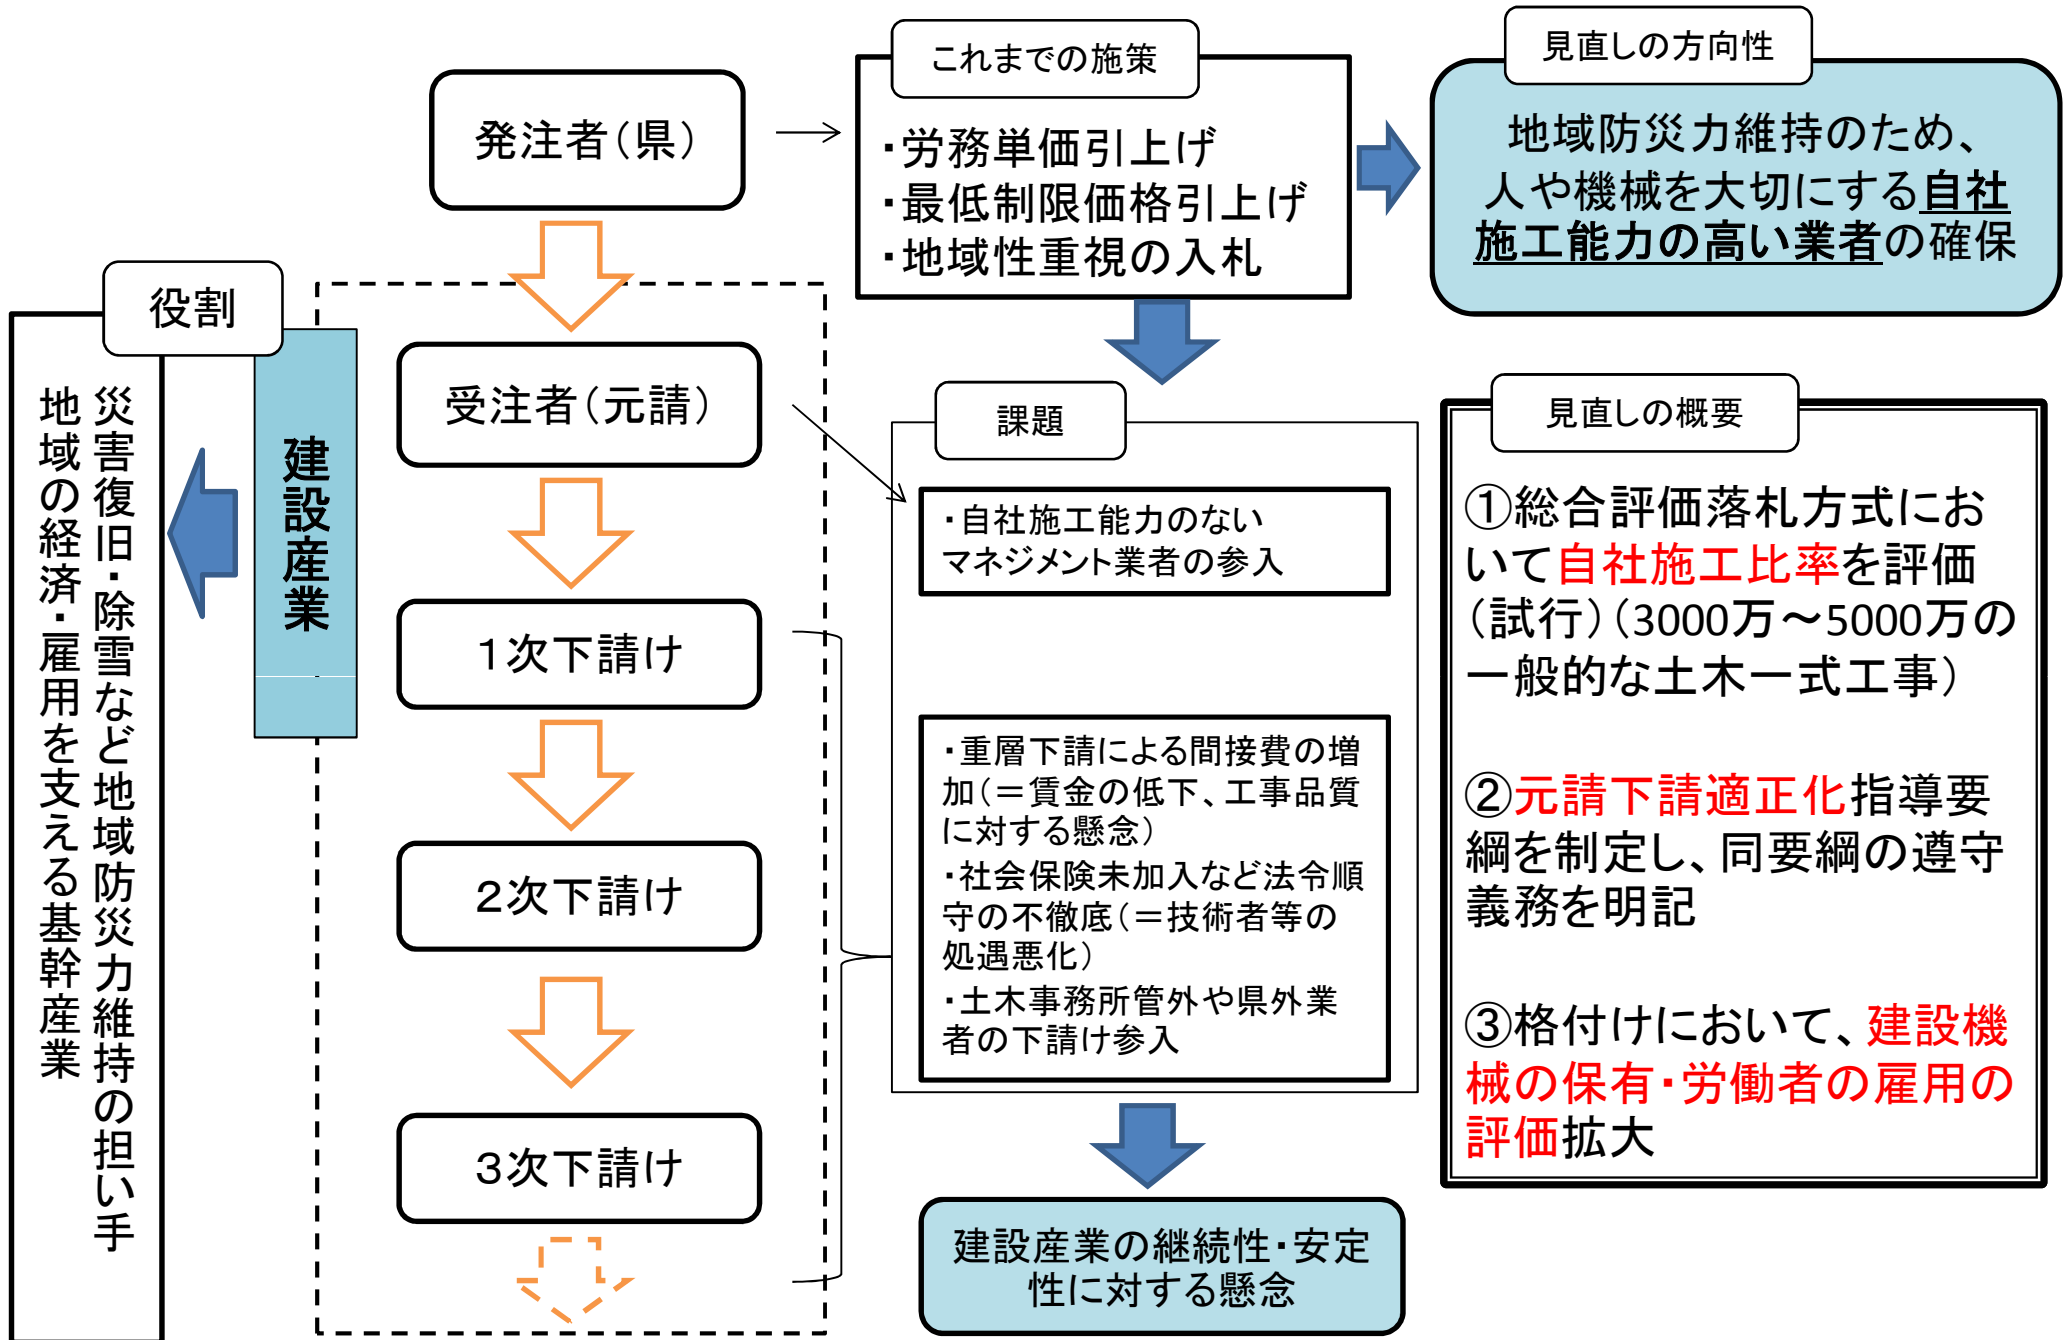 発注者(県)
これまでの施策
・労務単価引上げ
・最低制限価格引上げ
・地域性重視の入札
見直しの方向性
地域防災力維持のため、
人や機械を大切にする自社
施工能力の高い業者の確保
役割
災害復旧・除雪など地域防災力維持の担い手
地域の経済・雇用を支える基幹産業
建設産業
受注者(元請)
1次下請け
2次下請け
3次下請け
課題
・自社施工能力のない
マネジメント業者の参入
・重層下請による間接費の増
加(=賃金の低下、工事品質
に対する懸念)
・社会保険未加入など法令順
守の不徹底(=技術者等の
処遇悪化)
・土木事務所管外や県外業
者の下請け参入
建設産業の継続性・安定
性に対する懸念
見直しの概要
①総合評価落札方式にお
いて自社施工比率を評価
(試行)(3000万～5000万の
一般的な土木一式工事)
②元請下請適正化指導要
綱を制定し、同要綱の遵守
義務を明記
③格付けにおいて、建設機
械の保有・労働者の雇用の
評価拡大